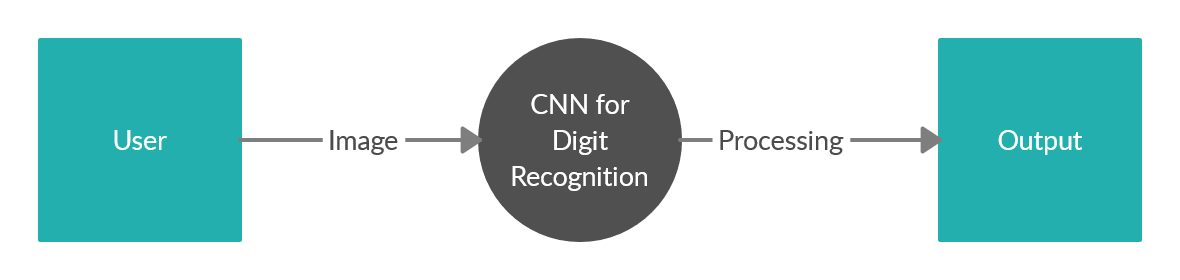 User
Image
CNN for
Digit
Recognition
Processing
Output